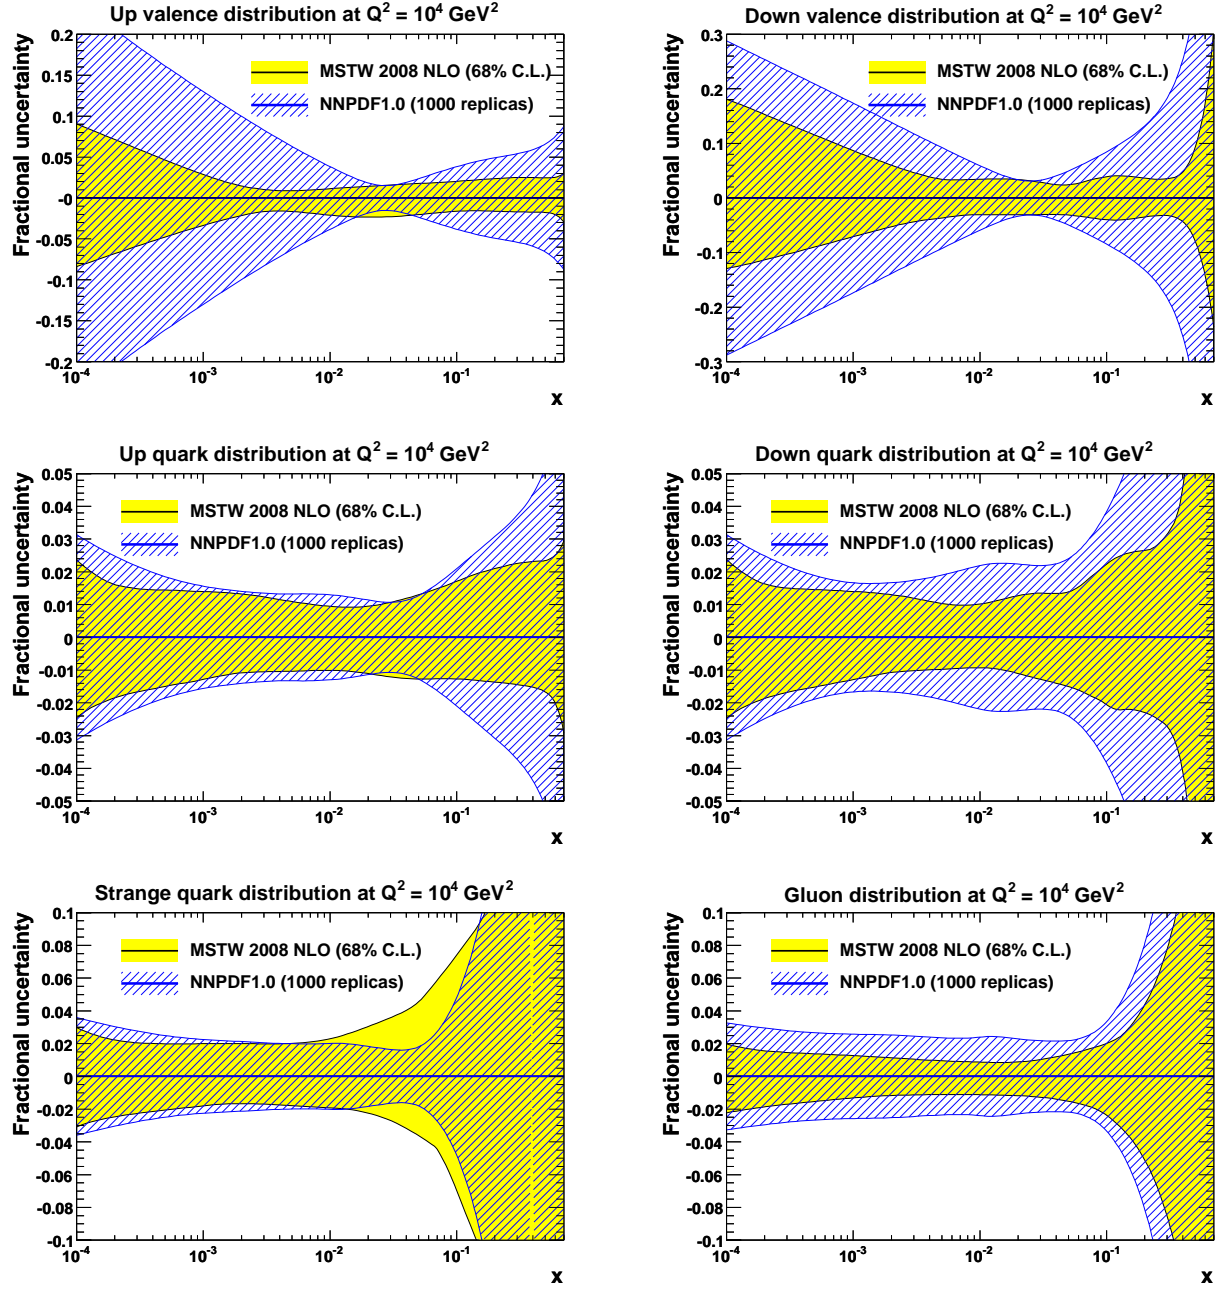 Up valence distribution at Q² = 10⁴ GeV²
Fractional uncertainty
0.2
0.15
0.1
0.05
-0
-0.05
-0.1
-0.15
-0.2
MSTW 2008 NLO (68% C.L.)
NNPDF1.0 (1000 replicas)
10⁻⁴ 10⁻³ 10⁻² 10⁻¹
x
Down valence distribution at Q² = 10⁴ GeV²
Fractional uncertainty
0.3
0.2
0.1
0
-0.1
-0.2
-0.3
MSTW 2008 NLO (68% C.L.)
NNPDF1.0 (1000 replicas)
10⁻⁴ 10⁻³ 10⁻² 10⁻¹
x
Up quark distribution at Q² = 10⁴ GeV²
Fractional uncertainty
0.05
0.04
0.03
0.02
0.01
0
-0.01
-0.02
-0.03
-0.04
-0.05
MSTW 2008 NLO (68% C.L.)
NNPDF1.0 (1000 replicas)
10⁻⁴ 10⁻³ 10⁻² 10⁻¹
x
Down quark distribution at Q² = 10⁴ GeV²
Fractional uncertainty
0.05
0.04
0.03
0.02
0.01
0
-0.01
-0.02
-0.03
-0.04
-0.05
MSTW 2008 NLO (68% C.L.)
NNPDF1.0 (1000 replicas)
10⁻⁴ 10⁻³ 10⁻² 10⁻¹
x
Strange quark distribution at Q² = 10⁴ GeV²
Fractional uncertainty
0.1
0.08
0.06
0.04
0.02
0
-0.02
-0.04
-0.06
-0.08
-0.1
MSTW 2008 NLO (68% C.L.)
NNPDF1.0 (1000 replicas)
10⁻⁴ 10⁻³ 10⁻² 10⁻¹
x
Gluon distribution at Q² = 10⁴ GeV²
Fractional uncertainty
0.1
0.08
0.06
0.04
0.02
0
-0.02
-0.04
-0.06
-0.08
-0.1
MSTW 2008 NLO (68% C.L.)
NNPDF1.0 (1000 replicas)
10⁻⁴ 10⁻³ 10⁻² 10⁻¹
x